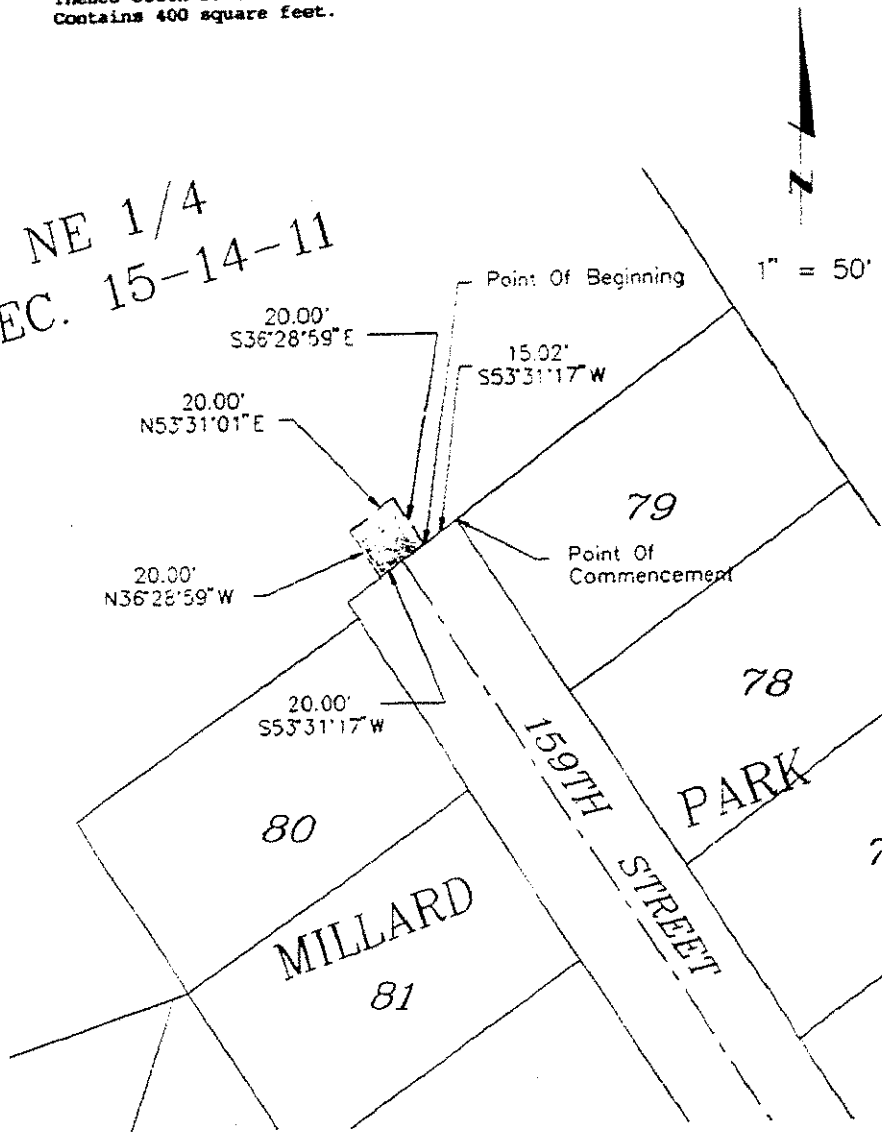 Contains 400 square feet.
NE 1/4
EC. 15-14-11
N
1" = 50'
Point Of Beginning
20.00'
S36°28'59"E
15.02'
S53°31'17"W
20.00'
N53°31'01"E
79
Point Of
Commencement
20.00'
N36°28'59"W
78
20.00'
S53°31'17"W
159TH STREET
PARK
80
7
MILLARD
81